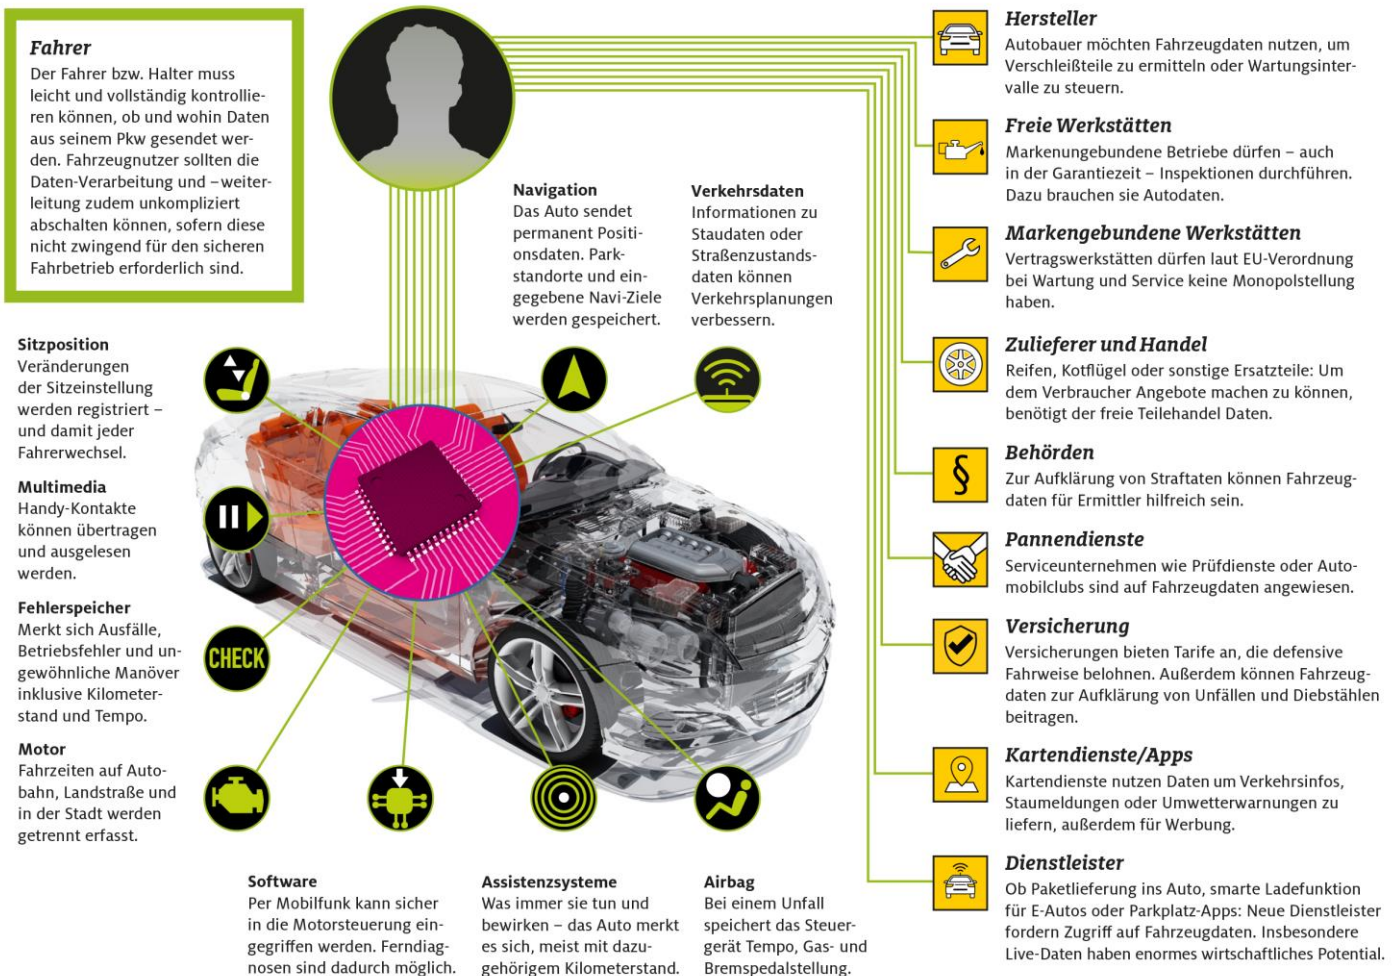 Fahrer
Der Fahrer bzw. Halter muss
leicht und vollständig kontrollie-
ren können, ob und wohin Daten
aus seinem Pkw gesendet wer-
den. Fahrzeugnutzer sollten die
Daten-Verarbeitung und –weiter-
leitung zudem unkompliziert
abschalten können, sofern diese
nicht zwingend für den sicheren
Fahrbetrieb erforderlich sind.
Navigation
Das Auto sendet
permanent Positi-
onsdaten. Park-
standorte und ein-
gegebene Navi-Ziele
werden gespeichert.
Verkehrsdaten
Informationen zu
Staudaten oder
Straßenzustands-
daten können
Verkehrsplanungen
verbessern.
Sitzposition
Veränderungen
der Sitzeinstellung
werden registriert –
und damit jeder
Fahrerwechsel.
Multimedia
Handy-Kontakte
können übertragen
und ausgelesen
werden.
Fehlerspeicher
Merkt sich Ausfälle,
Betriebsfehler und un-
gewöhnliche Manöver
inklusive Kilometer-
stand und Tempo.
CHECK
Motor
Fahrzeiten auf Auto-
bahn, Landstraße und
in der Stadt werden
getrennt erfasst.
Software
Per Mobilfunk kann sicher
in die Motorsteuerung ein-
gegriffen werden. Ferndiag-
nosen sind dadurch möglich.
Assistenzsysteme
Was immer sie tun und
bewirken – das Auto merkt
es sich, meist mit dazu-
gehörigem Kilometerstand.
Airbag
Bei einem Unfall
speichert das Steuer-
gerät Tempo, Gas- und
Bremspedalstellung.
Hersteller
Autobauer möchten Fahrzeugdaten nutzen, um
Verschleißteile zu ermitteln oder Wartungsinter-
valle zu steuern.
Freie Werkstätten
Markenungebundene Betriebe dürfen – auch
in der Garantiezeit – Inspektionen durchführen.
Dazu brauchen sie Autodaten.
Markengebundene Werkstätten
Vertragswerkstätten dürfen laut EU-Verordnung
bei Wartung und Service keine Monopolstellung
haben.
Zulieferer und Handel
Reifen, Kotflügel oder sonstige Ersatzteile: Um
dem Verbraucher Angebote machen zu können,
benötigt der freie Teilehandel Daten.
§
Behörden
Zur Aufklärung von Straftaten können Fahrzeug-
daten für Ermittler hilfreich sein.
Pannendienste
Serviceunternehmen wie Prüfdienste oder Auto-
mobilclubs sind auf Fahrzeugdaten angewiesen.
Versicherung
Versicherungen bieten Tarife an, die defensive
Fahrweise belohnen. Außerdem können Fahrzeug-
daten zur Aufklärung von Unfällen und Diebstählen
beitragen.
Kartendienste/Apps
Kartendienste nutzen Daten um Verkehrsinfos,
Staumeldungen oder Umwetterwarnungen zu
liefern, außerdem für Werbung.
Dienstleister
Ob Paketlieferung ins Auto, smarte Ladefunktion
für E-Autos oder Parkplatz-Apps: Neue Dienstleister
fordern Zugriff auf Fahrzeugdaten. Insbesondere
Live-Daten haben enormes wirtschaftliches Potential.